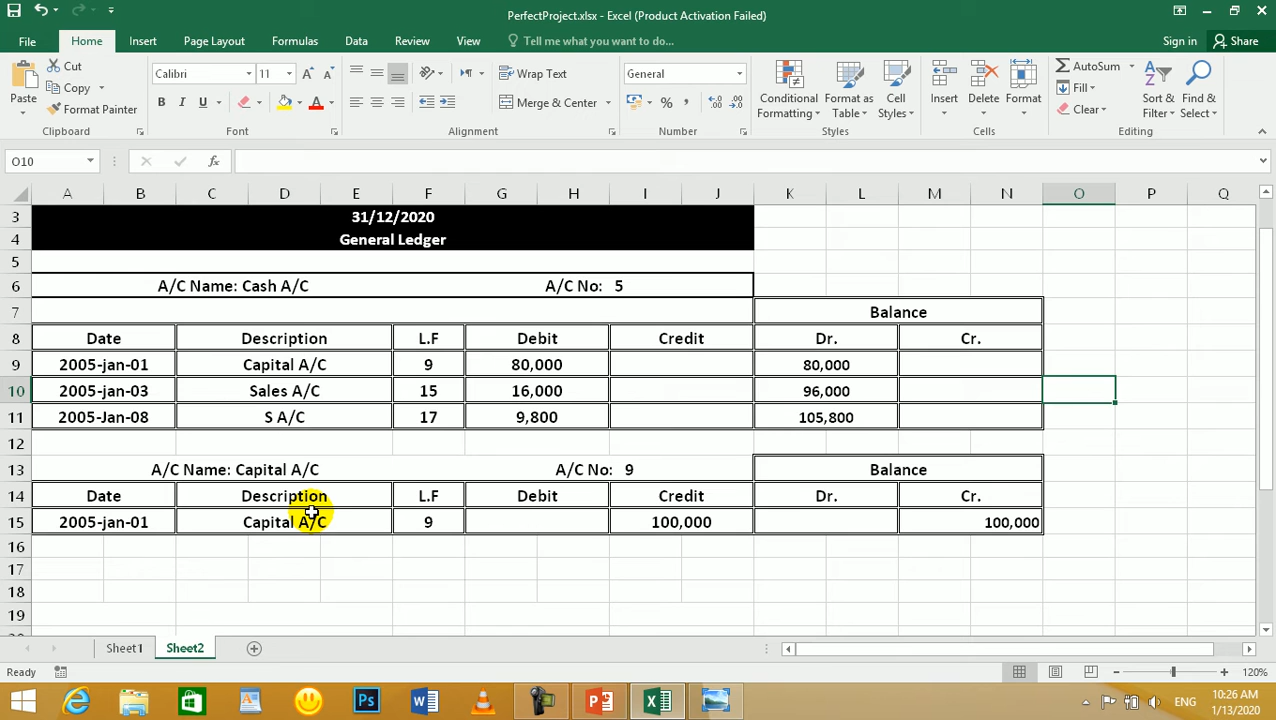 PerfectProject.xlsx - Excel (Product Activation Failed)
File Home Insert Page Layout Formulas Data Review View Tell me what you want to do... Sign in Share
Paste Cut Copy Format Painter Clipboard
Calibri 11 B I U A Font
Wrap Text Merge & Center Alignment
General % Number
Conditional Formatting Format as Table Cell Styles Styles
Insert Delete Format Cells
AutoSum Fill Clear Sort & Filter Find & Select Editing
O10 fx
A B C D E F G H I J K L M N O P Q
3 31/12/2020
4 General Ledger
5
6 A/C Name: Cash A/C A/C No: 5
7 Balance
8 Date Description L.F Debit Credit Dr. Cr.
9 2005-jan-01 Capital A/C 9 80,000 80,000
10 2005-jan-03 Sales A/C 15 16,000 96,000
11 2005-Jan-08 S A/C 17 9,800 105,800
12
13 A/C Name: Capital A/C A/C No: 9 Balance
14 Date Description L.F Debit Credit Dr. Cr.
15 2005-jan-01 Capital A/C 9 100,000 100,000
16
17
18
19
Sheet1 Sheet2
Ready 120%
ENG 10:26 AM
1/13/2020